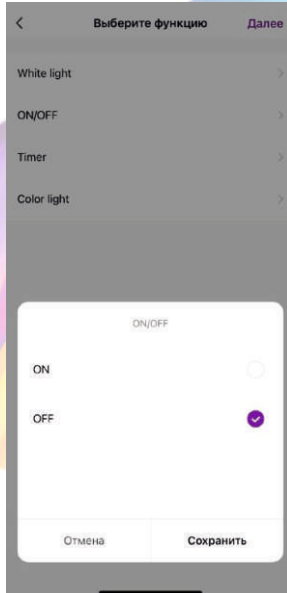 Выберите функцию Далее
White light
ON/OFF
Timer
Color light
ON/OFF
ON
OFF
Отмена Сохранить